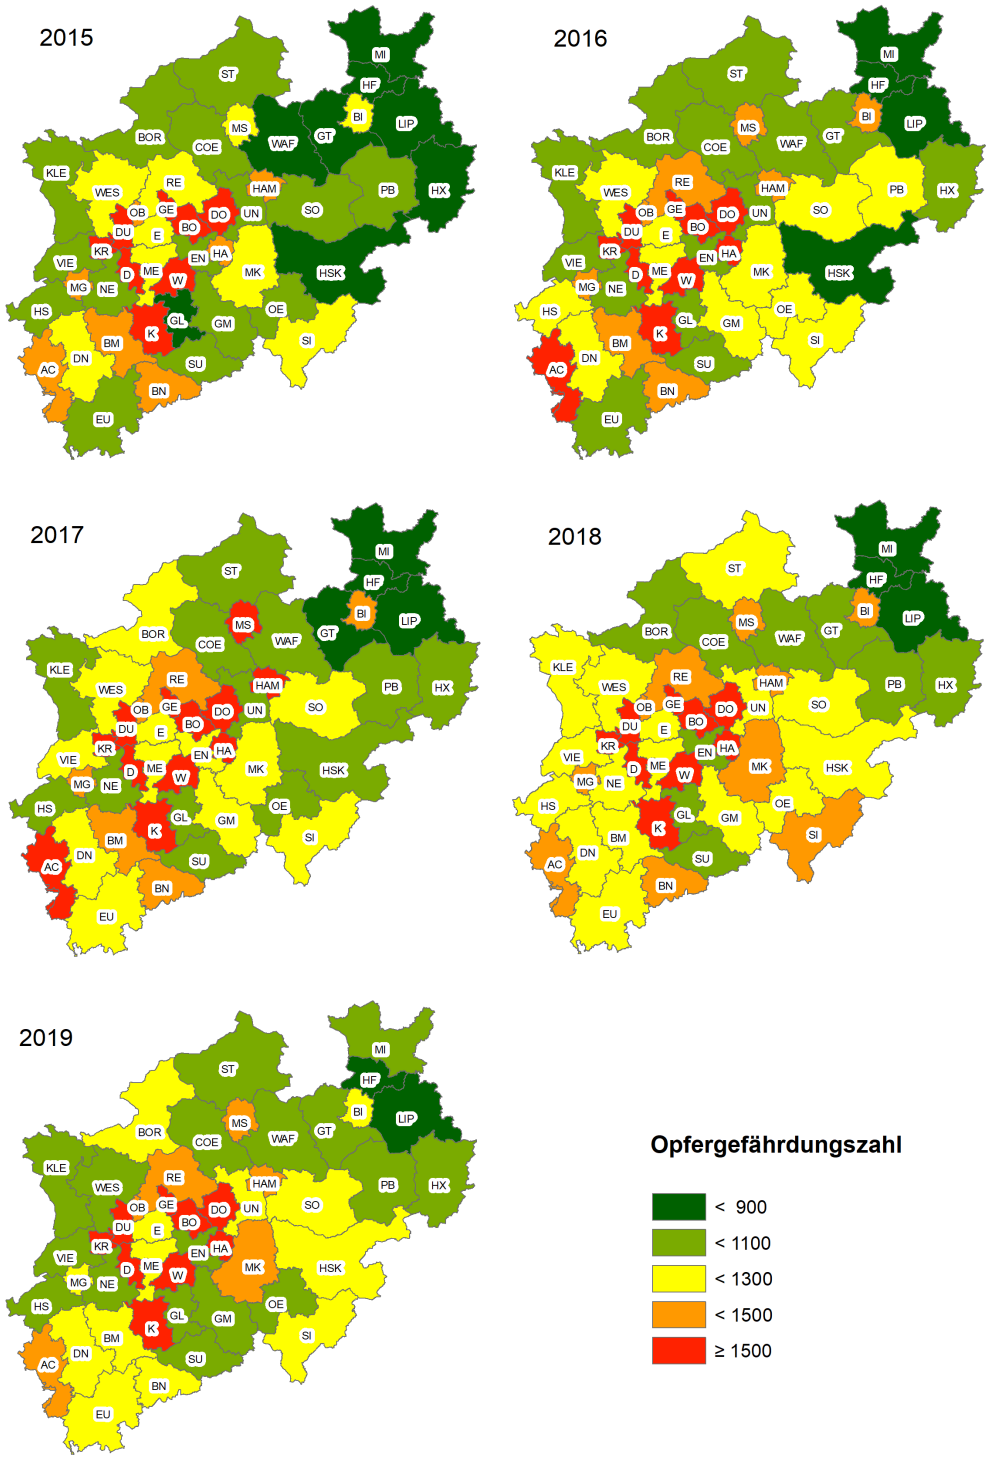 2015
MI
ST
HF
BI
LIP
MS
GT
BOR
WAF
COE
KLE
RE
HAM
PB
HX
WES
OB
GE
DO
UN
SO
DU
E
BO
KR
EN
HA
VIE
D
ME
W
MK
HSK
MG
NE
HS
GL
OE
K
GM
BM
SI
DN
SU
AC
BN
EU
2016
MI
ST
HF
BI
LIP
MS
GT
BOR
WAF
COE
KLE
RE
HAM
PB
HX
WES
OB
GE
DO
UN
SO
DU
E
BO
KR
EN
HA
VIE
D
ME
W
MK
HSK
MG
NE
HS
GL
OE
K
GM
BM
SI
DN
SU
AC
BN
EU
2017
MI
ST
HF
BI
LIP
MS
GT
BOR
WAF
COE
KLE
RE
HAM
PB
HX
WES
OB
GE
DO
UN
SO
DU
E
BO
KR
EN
HA
VIE
D
ME
W
MK
HSK
MG
NE
HS
GL
OE
K
GM
BM
SI
DN
SU
AC
BN
EU
2018
MI
ST
HF
BI
LIP
MS
GT
BOR
WAF
COE
KLE
RE
HAM
PB
HX
WES
OB
GE
DO
UN
SO
DU
E
BO
KR
EN
HA
VIE
D
ME
W
MK
HSK
MG
NE
HS
GL
OE
K
GM
BM
SI
DN
SU
AC
BN
EU
2019
MI
ST
HF
BI
LIP
MS
GT
BOR
WAF
COE
KLE
RE
HAM
PB
HX
WES
OB
GE
DO
UN
SO
DU
E
BO
KR
EN
HA
VIE
D
ME
W
MK
HSK
MG
NE
HS
GL
OE
K
GM
BM
SI
DN
SU
AC
BN
EU
Opfergefährdungszahl
< 900
< 1100
< 1300
< 1500
≥ 1500